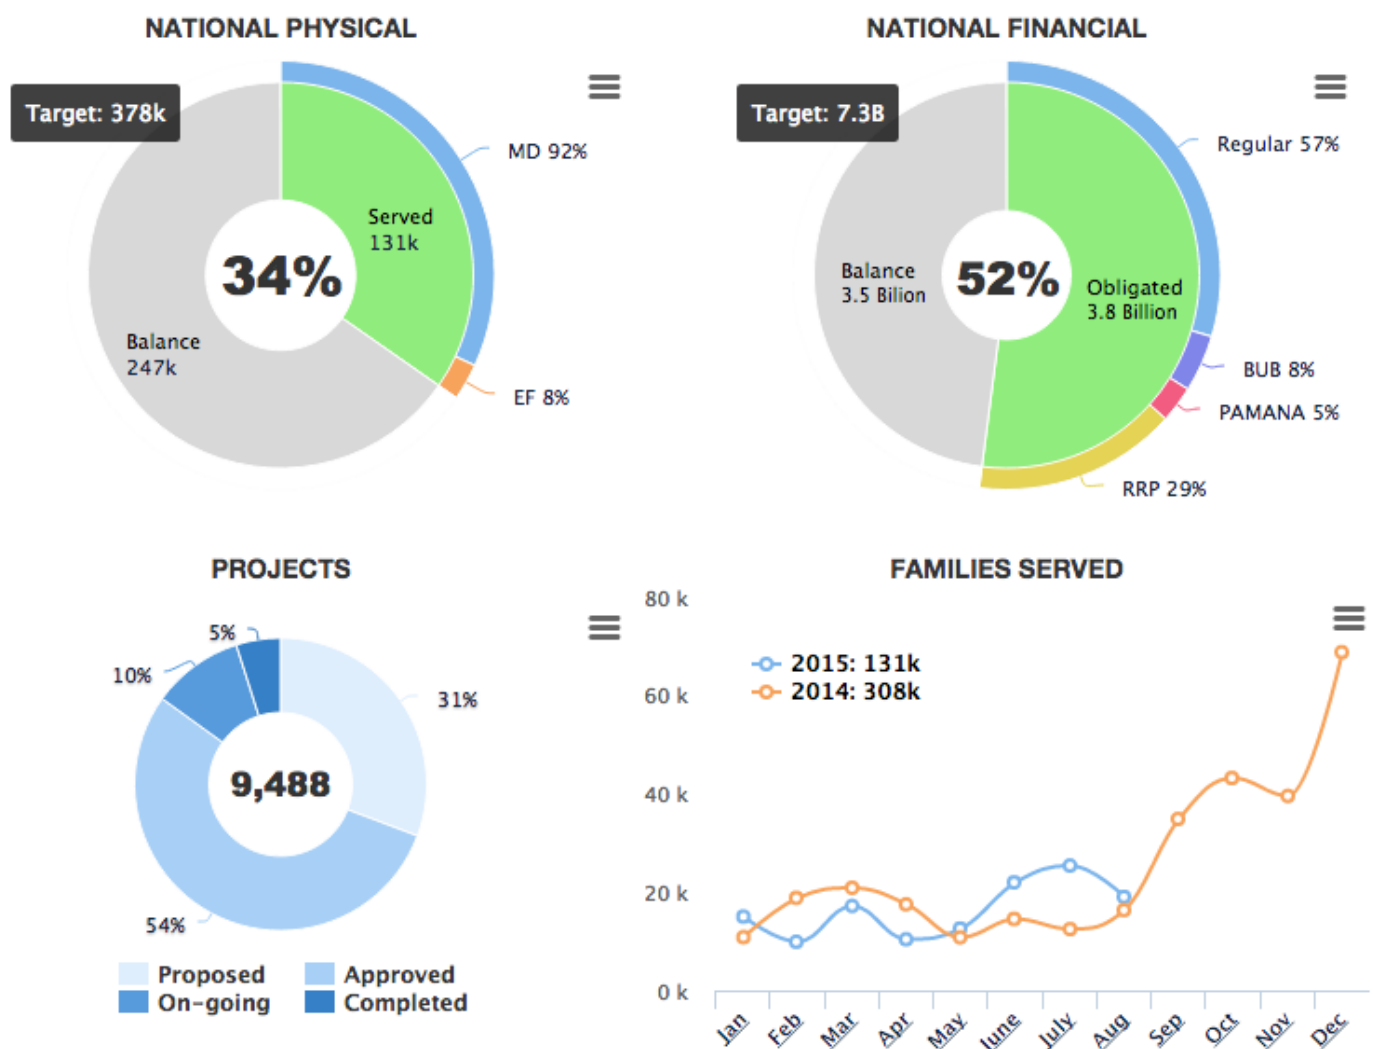 NATIONAL PHYSICAL
Target: 378k
MD 92%
Served
131k
34%
Balance
247k
EF 8%
NATIONAL FINANCIAL
Target: 7.3B
Regular 57%
Balance
3.5 Bilion
52%
Obligated
3.8 Billion
BUB 8%
PAMANA 5%
RRP 29%
PROJECTS
5%
10%
31%
9,488
54%
Proposed
Approved
On-going
Completed
FAMILIES SERVED
80 k
2015: 131k
2014: 308k
60 k
40 k
20 k
0 k
Jan
Feb
Mar
Apr
May
June
July
Aug
Sep
Oct
Nov
Dec